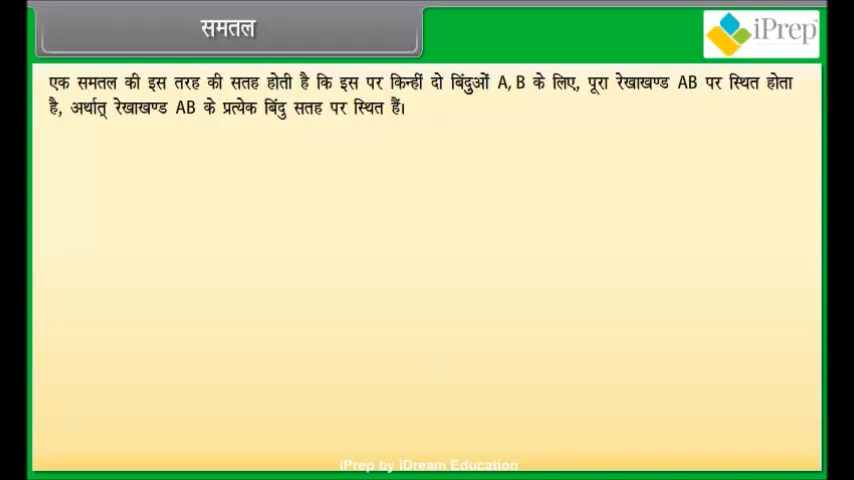 समतल
iPrep
एक समतल की इस तरह की सतह होती है कि इस पर किन्हीं दो बिंदुओं A, B के लिए, पूरा रेखाखण्ड AB पर स्थित होता
है, अर्थात् रेखाखण्ड AB के प्रत्येक बिंदु सतह पर स्थित हैं।
iPrep by iDream Education